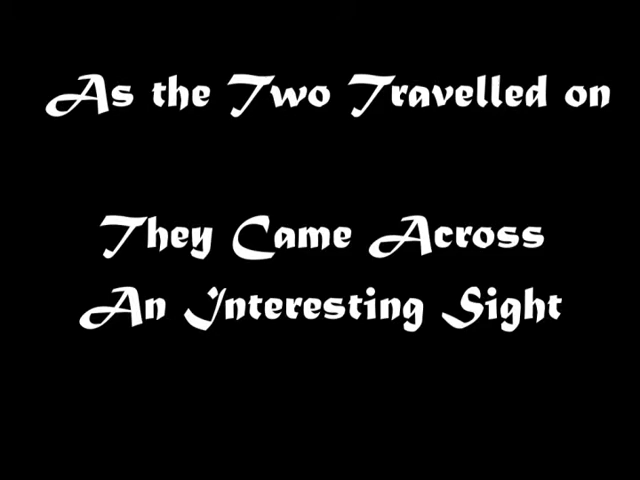 As the Two Travelled on
They Came Across
An Interesting Sight